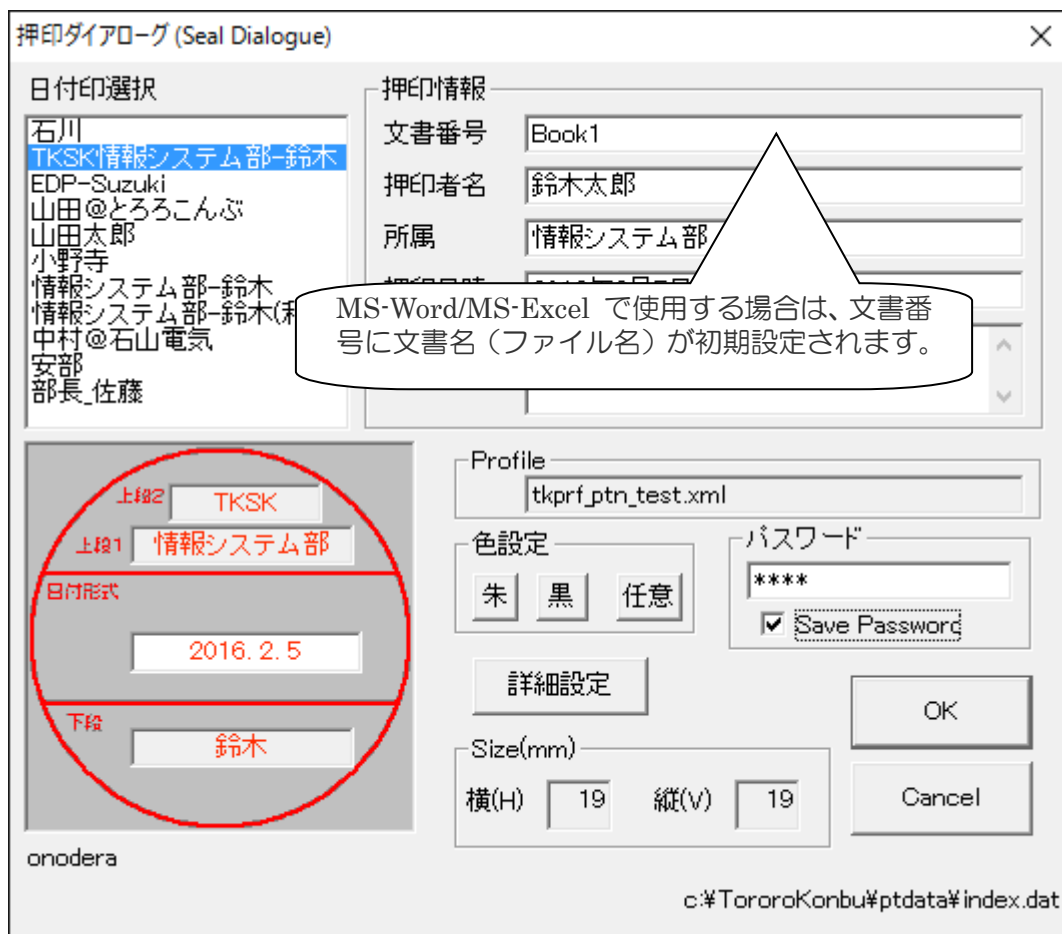 押印ダイアローグ (Seal Dialogue)
日付印選択
石川
TKSK情報システム部-鈴木
EDP-Suzuki
山田@とろろこんぶ
山田太郎
小野寺
情報システム部-鈴木
情報システム部-鈴木(
中村@石山電気
安部
部長_佐藤
押印情報
文書番号 Book1
押印者名 鈴木太郎
所属 情報システム部
MS-Word/MS-Excel で使用する場合は、文書番
号に文書名（ファイル名）が初期設定されます。
上段2 TKSK
上段1 情報システム部
日付形式
2016. 2. 5
下段
鈴木
onodera
Profile
tkprf_ptn_test.xml
色設定
朱 黒 任意
パスワード
****
Save Password
詳細設定
Size(mm)
横(H) 19 縦(V) 19
OK
Cancel
c:¥TororoKonbu¥ptdata¥index.dat